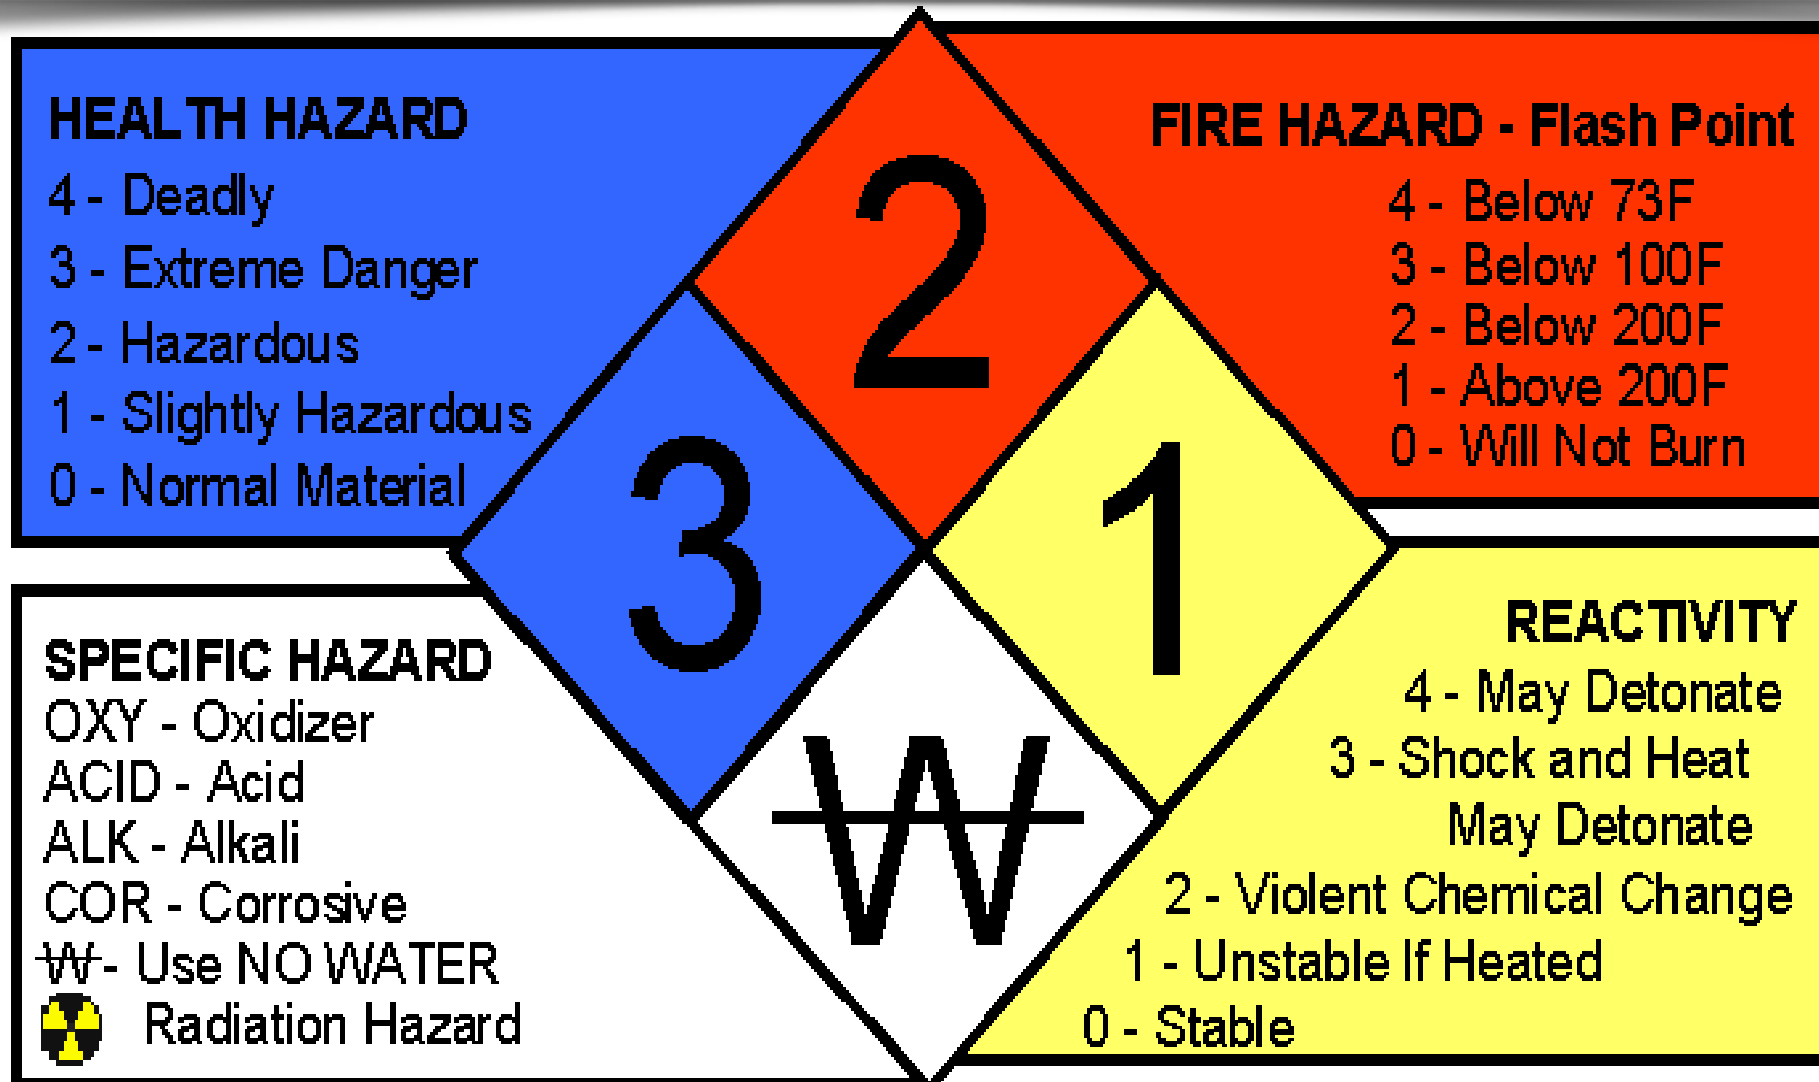 HEALTH HAZARD
4 - Deadly
3 - Extreme Danger
2 - Hazardous
1 - Slightly Hazardous
0 - Normal Material
FIRE HAZARD - Flash Point
4 - Below 73F
3 - Below 100F
2 - Below 200F
1 - Above 200F
0 - Will Not Burn
2
3
1
W̶
SPECIFIC HAZARD
OXY - Oxidizer
ACID - Acid
ALK - Alkali
COR - Corrosive
W̶ - Use NO WATER
Radiation Hazard
REACTIVITY
4 - May Detonate
3 - Shock and Heat
May Detonate
2 - Violent Chemical Change
1 - Unstable If Heated
0 - Stable